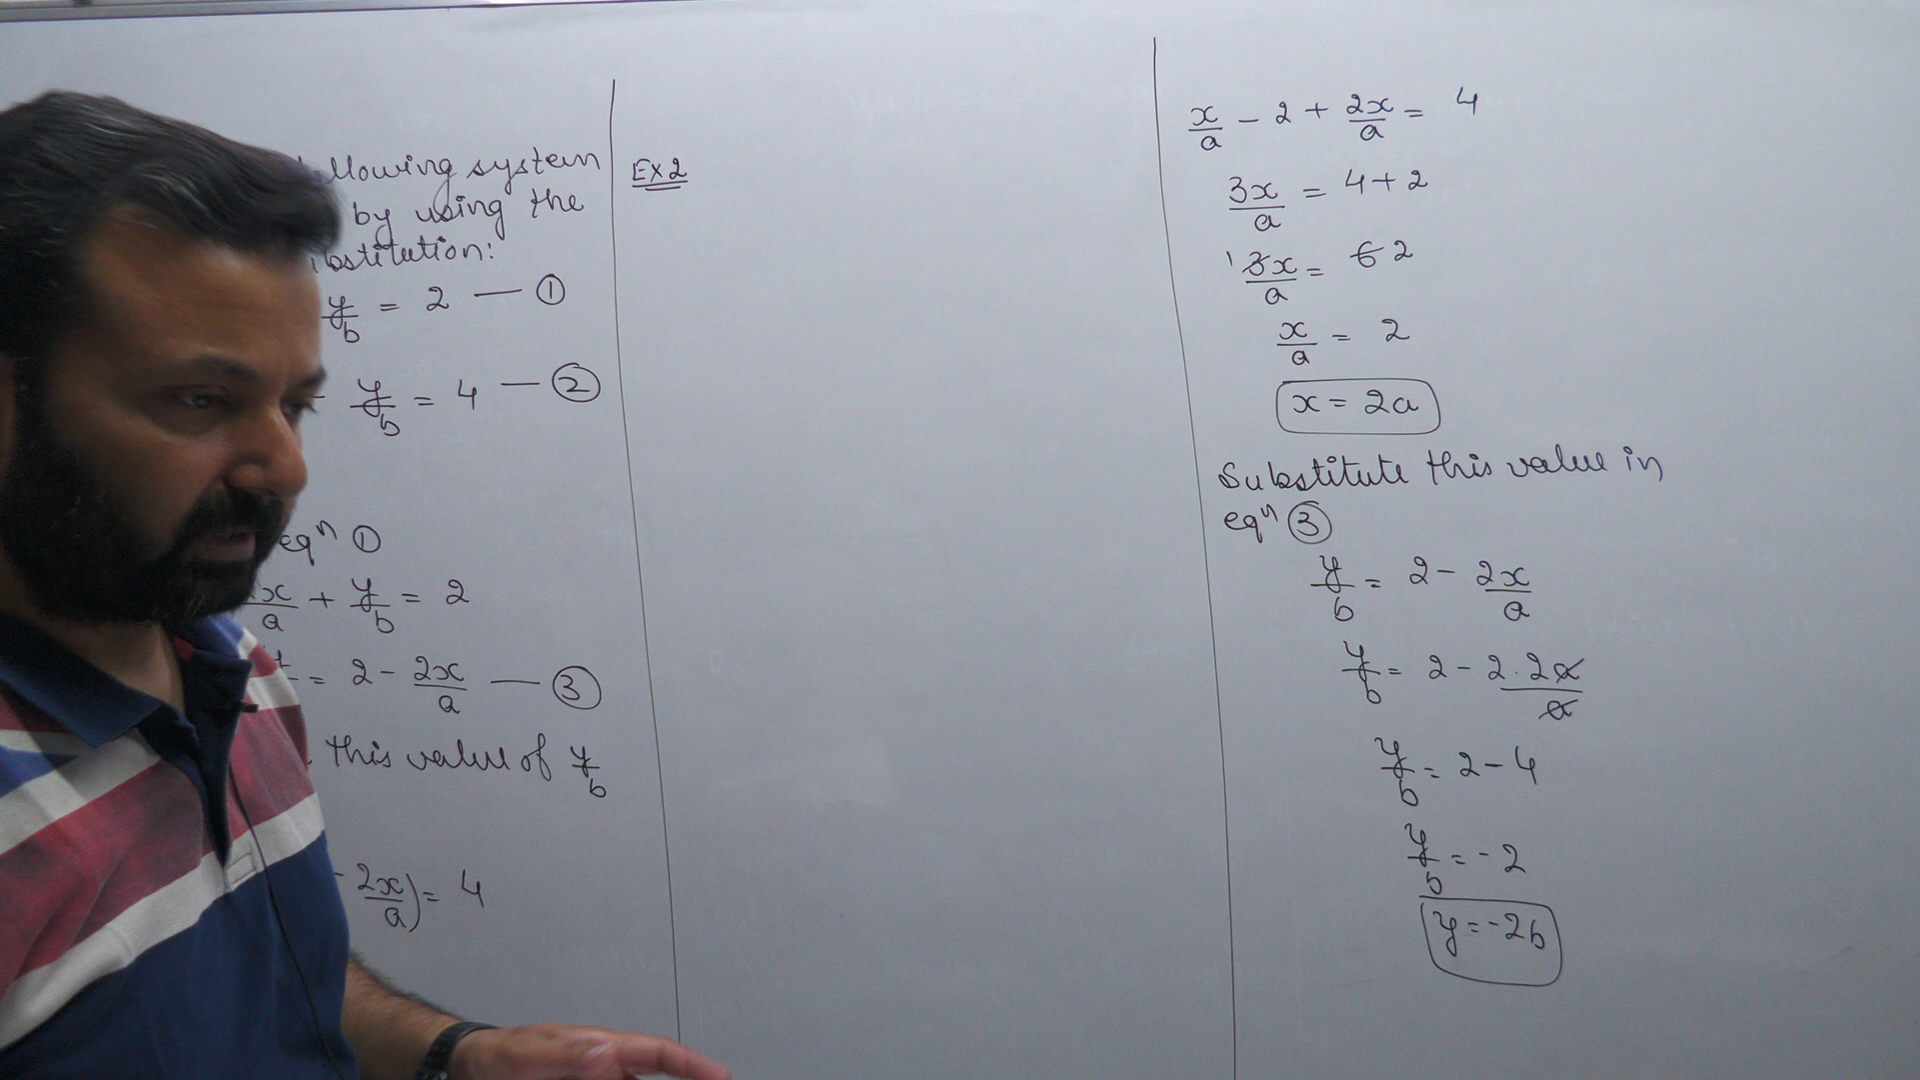 llowing system
by using the
bstitution:
y/b = 2 — ①
y/b = 4 — ②
eqⁿ ①
x/a + y/b = 2
= 2 - 2x/a — ③
this value of y/b
- 2x/a) = 4
EX 2
x/a - 2 + 2x/a = 4
3x/a = 4 + 2
1 3x/a = 6 2
x/a = 2
x = 2a
Substitute this value in
eqⁿ ③
y/b = 2 - 2x/a
y/b = 2 - 2.2a/a
y/b = 2 - 4
y/b = -2
y = -2b